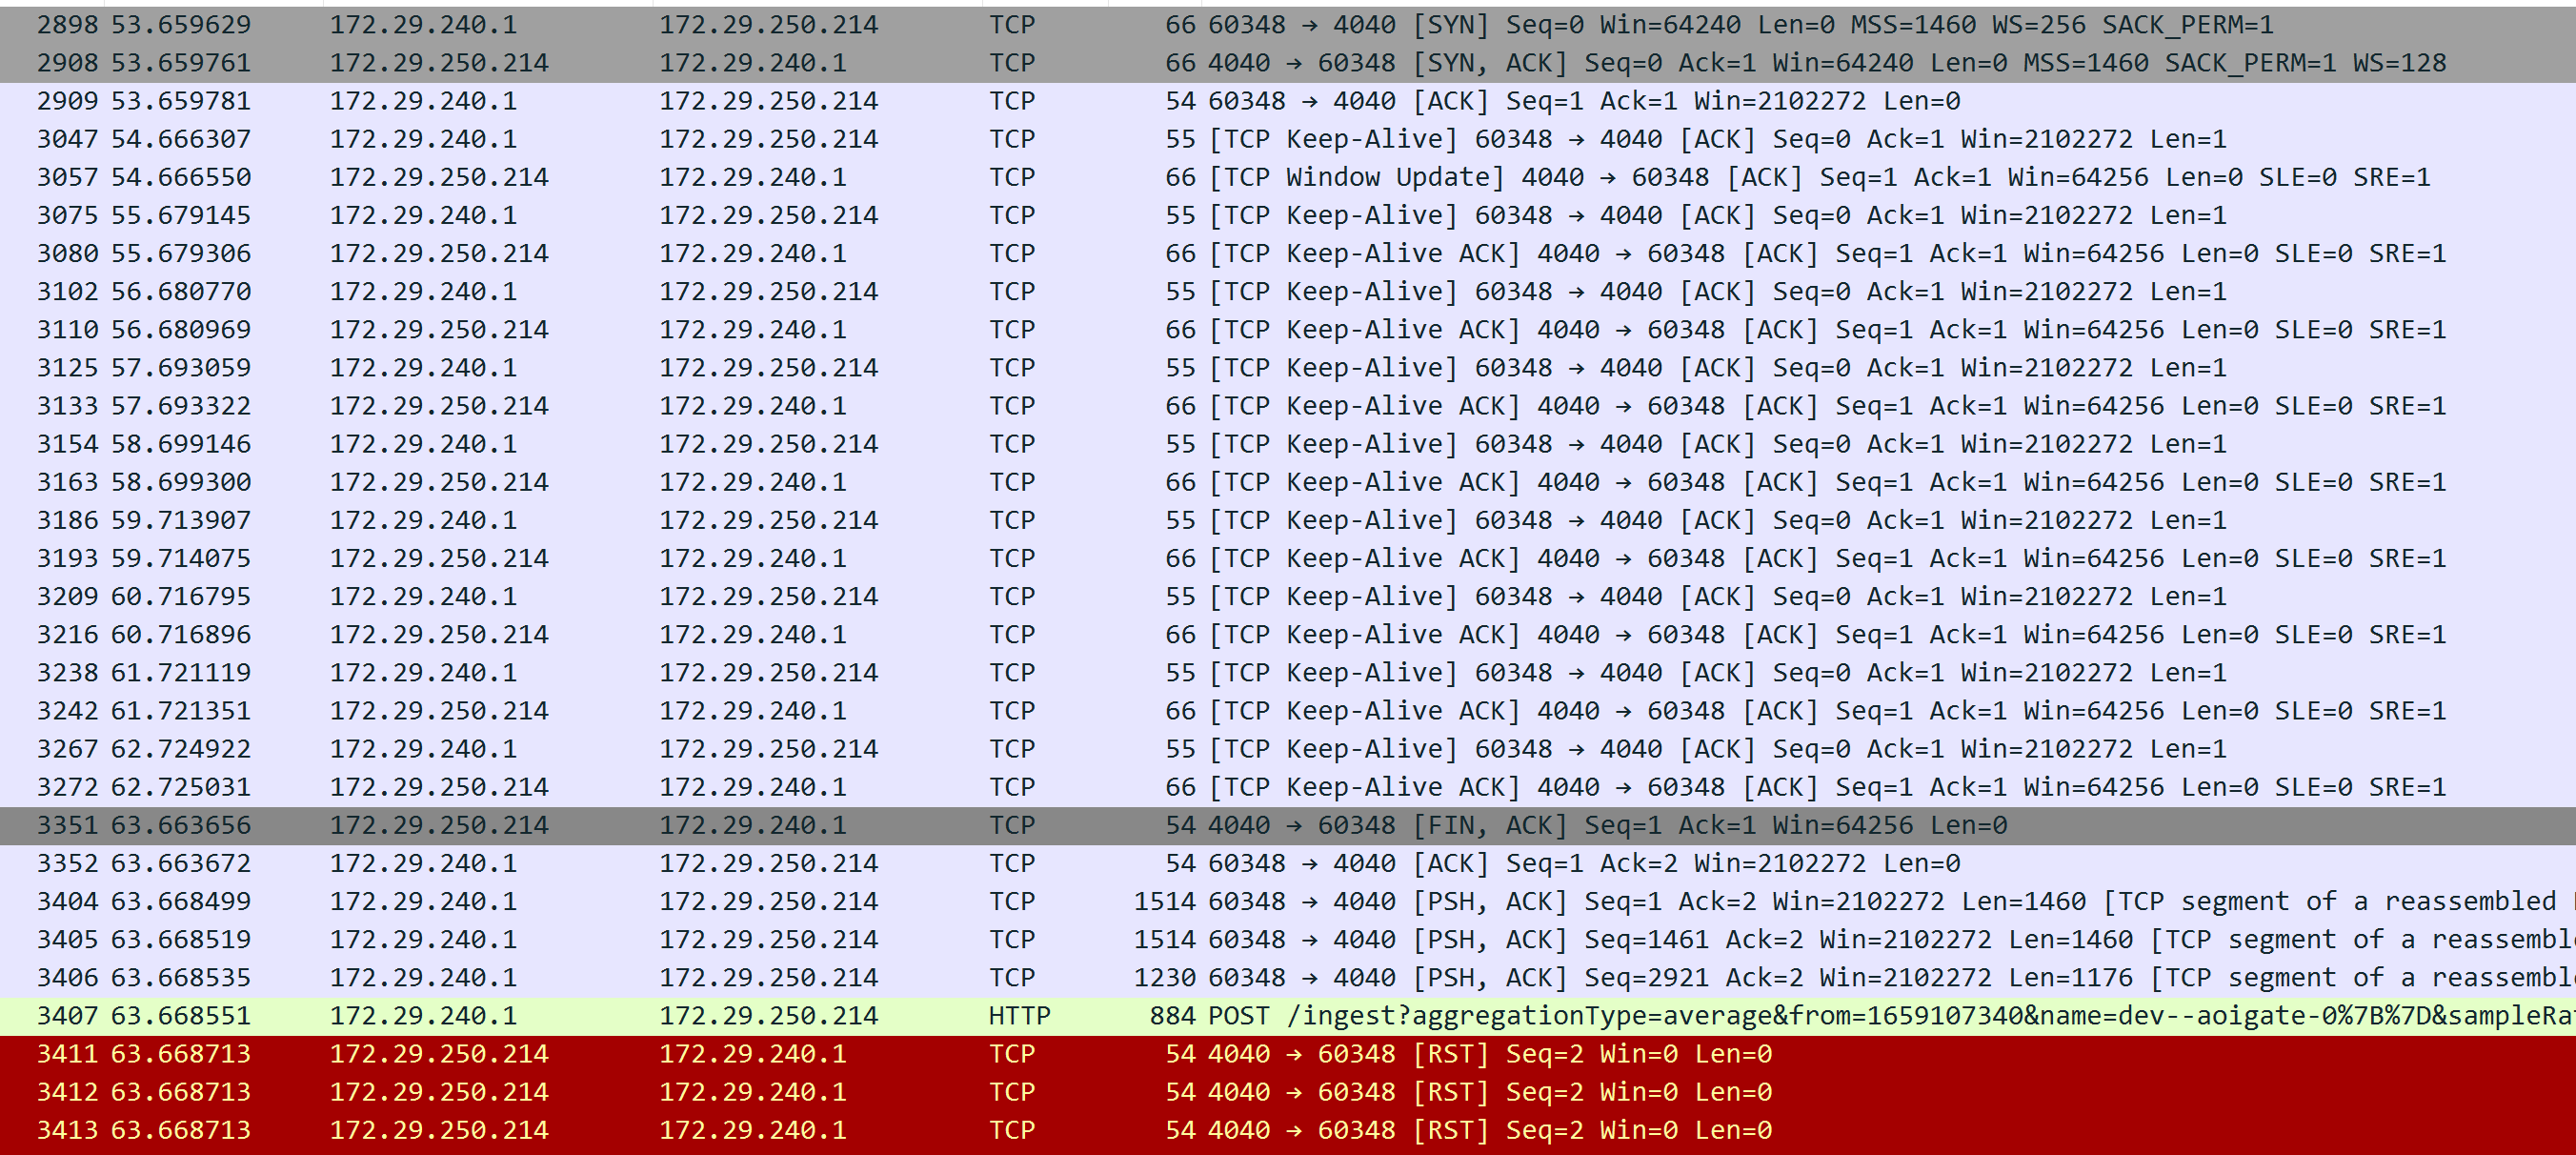 2898 53.659629 172.29.240.1 172.29.250.214 TCP 66 60348 → 4040 [SYN] Seq=0 Win=64240 Len=0 MSS=1460 WS=256 SACK_PERM=1
2908 53.659761 172.29.250.214 172.29.240.1 TCP 66 4040 → 60348 [SYN, ACK] Seq=0 Ack=1 Win=64240 Len=0 MSS=1460 SACK_PERM=1 WS=128
2909 53.659781 172.29.240.1 172.29.250.214 TCP 54 60348 → 4040 [ACK] Seq=1 Ack=1 Win=2102272 Len=0
3047 54.666307 172.29.240.1 172.29.250.214 TCP 55 [TCP Keep-Alive] 60348 → 4040 [ACK] Seq=0 Ack=1 Win=2102272 Len=1
3057 54.666550 172.29.250.214 172.29.240.1 TCP 66 [TCP Window Update] 4040 → 60348 [ACK] Seq=1 Ack=1 Win=64256 Len=0 SLE=0 SRE=1
3075 55.679145 172.29.240.1 172.29.250.214 TCP 55 [TCP Keep-Alive] 60348 → 4040 [ACK] Seq=0 Ack=1 Win=2102272 Len=1
3080 55.679306 172.29.250.214 172.29.240.1 TCP 66 [TCP Keep-Alive ACK] 4040 → 60348 [ACK] Seq=1 Ack=1 Win=64256 Len=0 SLE=0 SRE=1
3102 56.680770 172.29.240.1 172.29.250.214 TCP 55 [TCP Keep-Alive] 60348 → 4040 [ACK] Seq=0 Ack=1 Win=2102272 Len=1
3110 56.680969 172.29.250.214 172.29.240.1 TCP 66 [TCP Keep-Alive ACK] 4040 → 60348 [ACK] Seq=1 Ack=1 Win=64256 Len=0 SLE=0 SRE=1
3125 57.693059 172.29.240.1 172.29.250.214 TCP 55 [TCP Keep-Alive] 60348 → 4040 [ACK] Seq=0 Ack=1 Win=2102272 Len=1
3133 57.693322 172.29.250.214 172.29.240.1 TCP 66 [TCP Keep-Alive ACK] 4040 → 60348 [ACK] Seq=1 Ack=1 Win=64256 Len=0 SLE=0 SRE=1
3154 58.699146 172.29.240.1 172.29.250.214 TCP 55 [TCP Keep-Alive] 60348 → 4040 [ACK] Seq=0 Ack=1 Win=2102272 Len=1
3163 58.699300 172.29.250.214 172.29.240.1 TCP 66 [TCP Keep-Alive ACK] 4040 → 60348 [ACK] Seq=1 Ack=1 Win=64256 Len=0 SLE=0 SRE=1
3186 59.713907 172.29.240.1 172.29.250.214 TCP 55 [TCP Keep-Alive] 60348 → 4040 [ACK] Seq=0 Ack=1 Win=2102272 Len=1
3193 59.714075 172.29.250.214 172.29.240.1 TCP 66 [TCP Keep-Alive ACK] 4040 → 60348 [ACK] Seq=1 Ack=1 Win=64256 Len=0 SLE=0 SRE=1
3209 60.716795 172.29.240.1 172.29.250.214 TCP 55 [TCP Keep-Alive] 60348 → 4040 [ACK] Seq=0 Ack=1 Win=2102272 Len=1
3216 60.716896 172.29.250.214 172.29.240.1 TCP 66 [TCP Keep-Alive ACK] 4040 → 60348 [ACK] Seq=1 Ack=1 Win=64256 Len=0 SLE=0 SRE=1
3238 61.721119 172.29.240.1 172.29.250.214 TCP 55 [TCP Keep-Alive] 60348 → 4040 [ACK] Seq=0 Ack=1 Win=2102272 Len=1
3242 61.721351 172.29.250.214 172.29.240.1 TCP 66 [TCP Keep-Alive ACK] 4040 → 60348 [ACK] Seq=1 Ack=1 Win=64256 Len=0 SLE=0 SRE=1
3267 62.724922 172.29.240.1 172.29.250.214 TCP 55 [TCP Keep-Alive] 60348 → 4040 [ACK] Seq=0 Ack=1 Win=2102272 Len=1
3272 62.725031 172.29.250.214 172.29.240.1 TCP 66 [TCP Keep-Alive ACK] 4040 → 60348 [ACK] Seq=1 Ack=1 Win=64256 Len=0 SLE=0 SRE=1
3351 63.663656 172.29.250.214 172.29.240.1 TCP 54 4040 → 60348 [FIN, ACK] Seq=1 Ack=1 Win=64256 Len=0
3352 63.663672 172.29.240.1 172.29.250.214 TCP 54 60348 → 4040 [ACK] Seq=1 Ack=2 Win=2102272 Len=0
3404 63.668499 172.29.240.1 172.29.250.214 TCP 1514 60348 → 4040 [PSH, ACK] Seq=1 Ack=2 Win=2102272 Len=1460 [TCP segment of a reassembled
3405 63.668519 172.29.240.1 172.29.250.214 TCP 1514 60348 → 4040 [PSH, ACK] Seq=1461 Ack=2 Win=2102272 Len=1460 [TCP segment of a reassemble
3406 63.668535 172.29.240.1 172.29.250.214 TCP 1230 60348 → 4040 [PSH, ACK] Seq=2921 Ack=2 Win=2102272 Len=1176 [TCP segment of a reassemble
3407 63.668551 172.29.240.1 172.29.250.214 HTTP 884 POST /ingest?aggregationType=average&from=1659107340&name=dev--aoigate-0%7B%7D&sampleRa
3411 63.668713 172.29.250.214 172.29.240.1 TCP 54 4040 → 60348 [RST] Seq=2 Win=0 Len=0
3412 63.668713 172.29.250.214 172.29.240.1 TCP 54 4040 → 60348 [RST] Seq=2 Win=0 Len=0
3413 63.668713 172.29.250.214 172.29.240.1 TCP 54 4040 → 60348 [RST] Seq=2 Win=0 Len=0